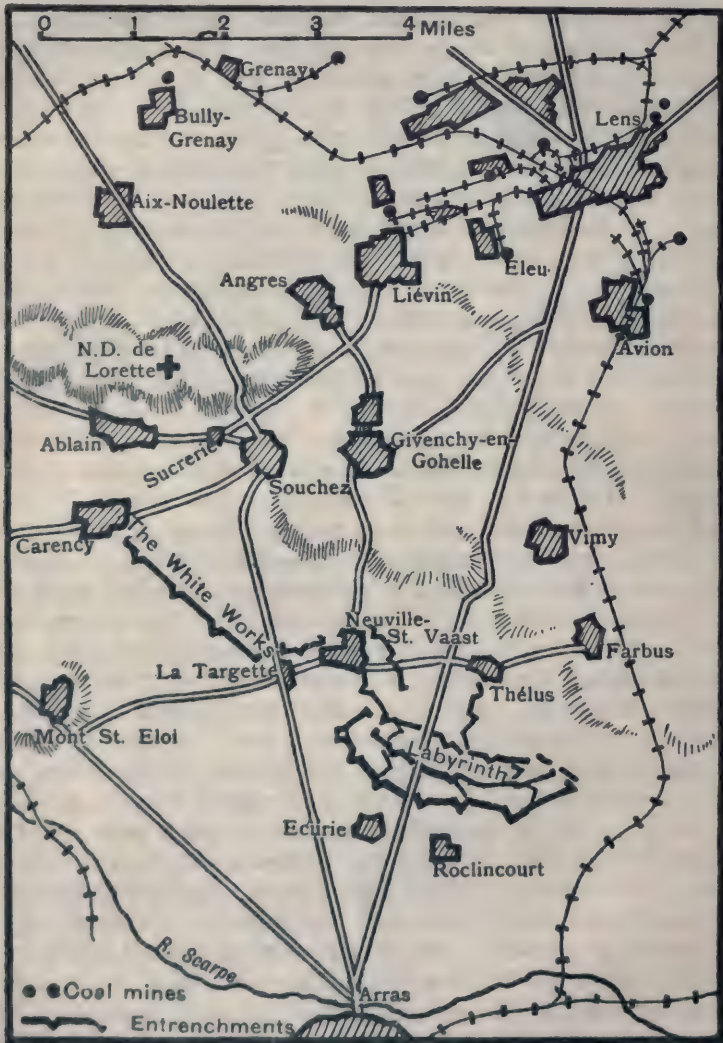 0 1 2 3 4 Miles
Grenay
Bully-
Grenay
Lens
Aix-Noulette
Angres
Liévin
Eleu
Avion
N.D. de
Lorette
Ablain
Sucrerie
Souchez
Givenchy-en-
Gohelle
Carency
The White Works
Vimy
Neuville-
St. Vaast
La Targette
Thélus
Farbus
Mont St. Eloi
Labyrinth
Ecurie
Roclincourt
R. Scarpe
Coal mines
Arras
Entrenchments